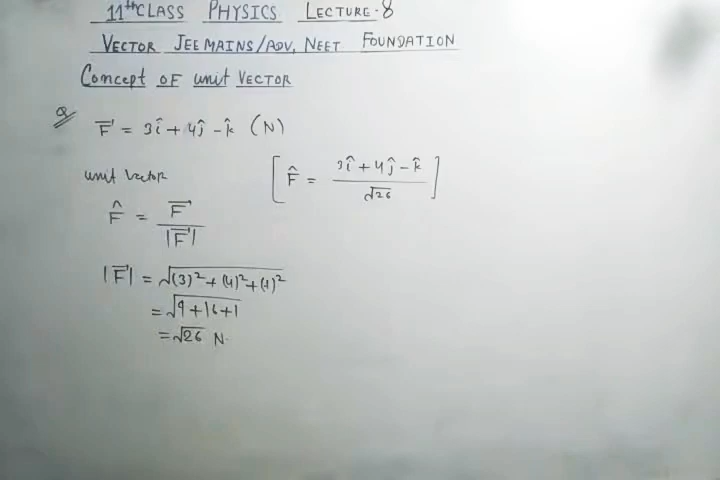 11th CLASS PHYSICS LECTURE-8
VECTOR JEE MAINS/ADV, NEET FOUNDATION
CONCEPT OF UNIT VECTOR
Q F⃗ = 3î + 4ĵ - k̂ (N)
unit vector [F̂ = 3î + 4ĵ - k̂ / √26]
F̂ = F⃗ / |F⃗|
|F⃗| = √(3)² + (4)² + (1)²
= √9+16+1
= √26 N.